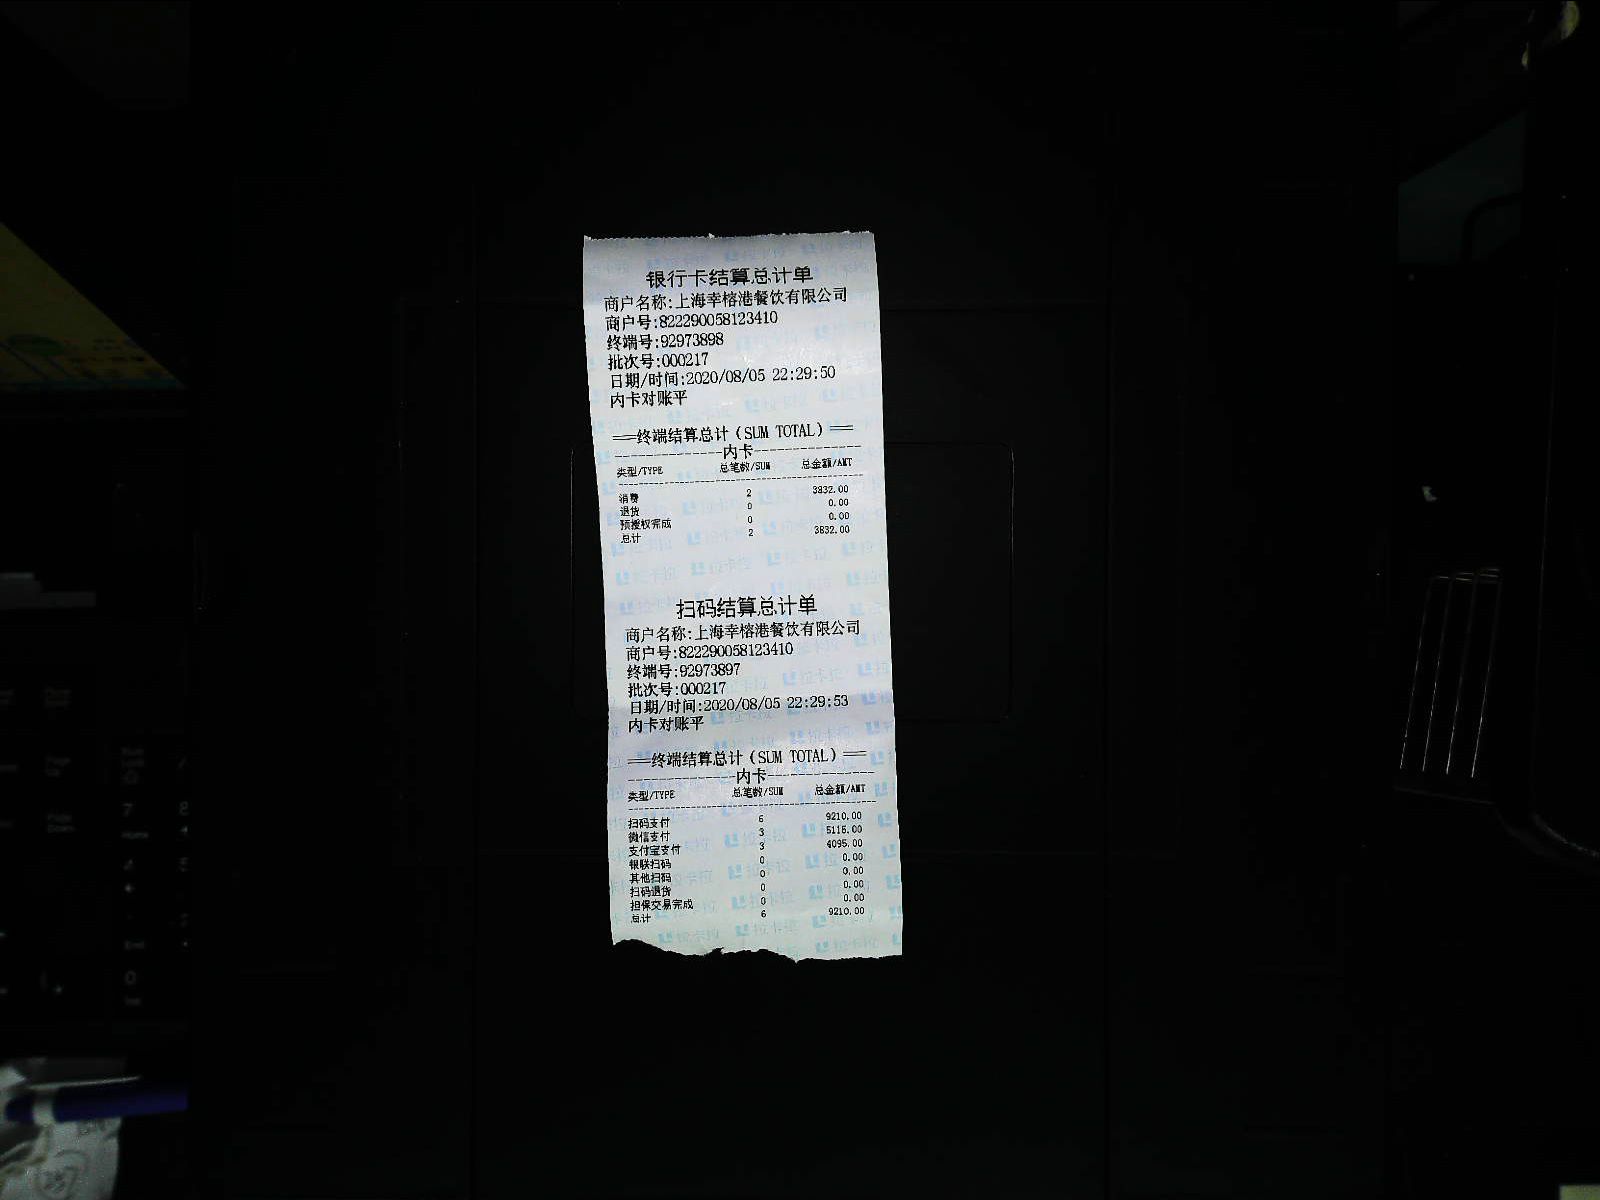 银行卡结算总计单
商户名称:上海幸榕港餐饮有限公司
商户号:822290058123410
终端号:92973898
批次号:000217
日期/时间:2020/08/05 22:29:50
内卡对账平
===终端结算总计(SUM TOTAL)===
----------------内卡----------------
类型/TYPE 总笔数/SUM 总金额/AMT
消费 2 3832.00
退货 0 0.00
预授权完成 0 0.00
总计 2 3832.00
扫码结算总计单
商户名称:上海幸榕港餐饮有限公司
商户号:822290058123410
终端号:92973897
批次号:000217
日期/时间:2020/08/05 22:29:53
内卡对账平
===终端结算总计(SUM TOTAL)===
----------------内卡----------------
类型/TYPE 总笔数/SUM 总金额/AMT
扫码支付 6 9210.00
微信支付 3 5115.00
支付宝支付 3 4095.00
银联扫码 0 0.00
其他扫码 0 0.00
扫码退货 0 0.00
担保交易完成 0 0.00
总计 6 9210.00